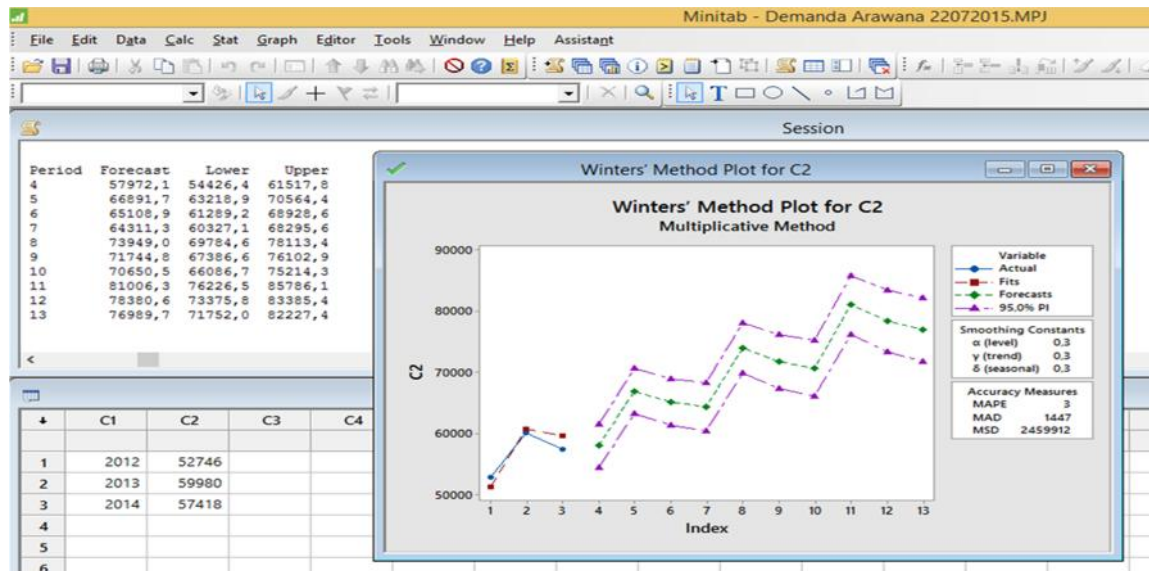 Minitab - Demanda Arawana 22072015.MPJ
File Edit Data Calc Stat Graph Editor Tools Window Help Assistant
Session
Period Forecast Lower Upper
4 57972,1 54426,4 61517,8
5 66891,7 63218,9 70564,4
6 65108,9 61289,2 68928,6
7 64311,3 60327,1 68295,6
8 73949,0 69784,6 78113,4
9 71744,8 67386,6 76102,9
10 70650,5 66086,7 75214,3
11 81006,3 76226,5 85786,1
12 78380,6 73375,8 83385,4
13 76989,7 71752,0 82227,4
Winters' Method Plot for C2
Winters' Method Plot for C2
Multiplicative Method
90000
80000
70000
60000
50000
C2
1 2 3 4 5 6 7 8 9 10 11 12 13
Index
Variable
Actual
Fits
Forecasts
95.0% PI
Smoothing Constants
α (level) 0,3
γ (trend) 0,3
δ (seasonal) 0,3
Accuracy Measures
MAPE 3
MAD 1447
MSD 2459912
C1 C2 C3 C4
1 2012 52746
2 2013 59980
3 2014 57418
4
5
6